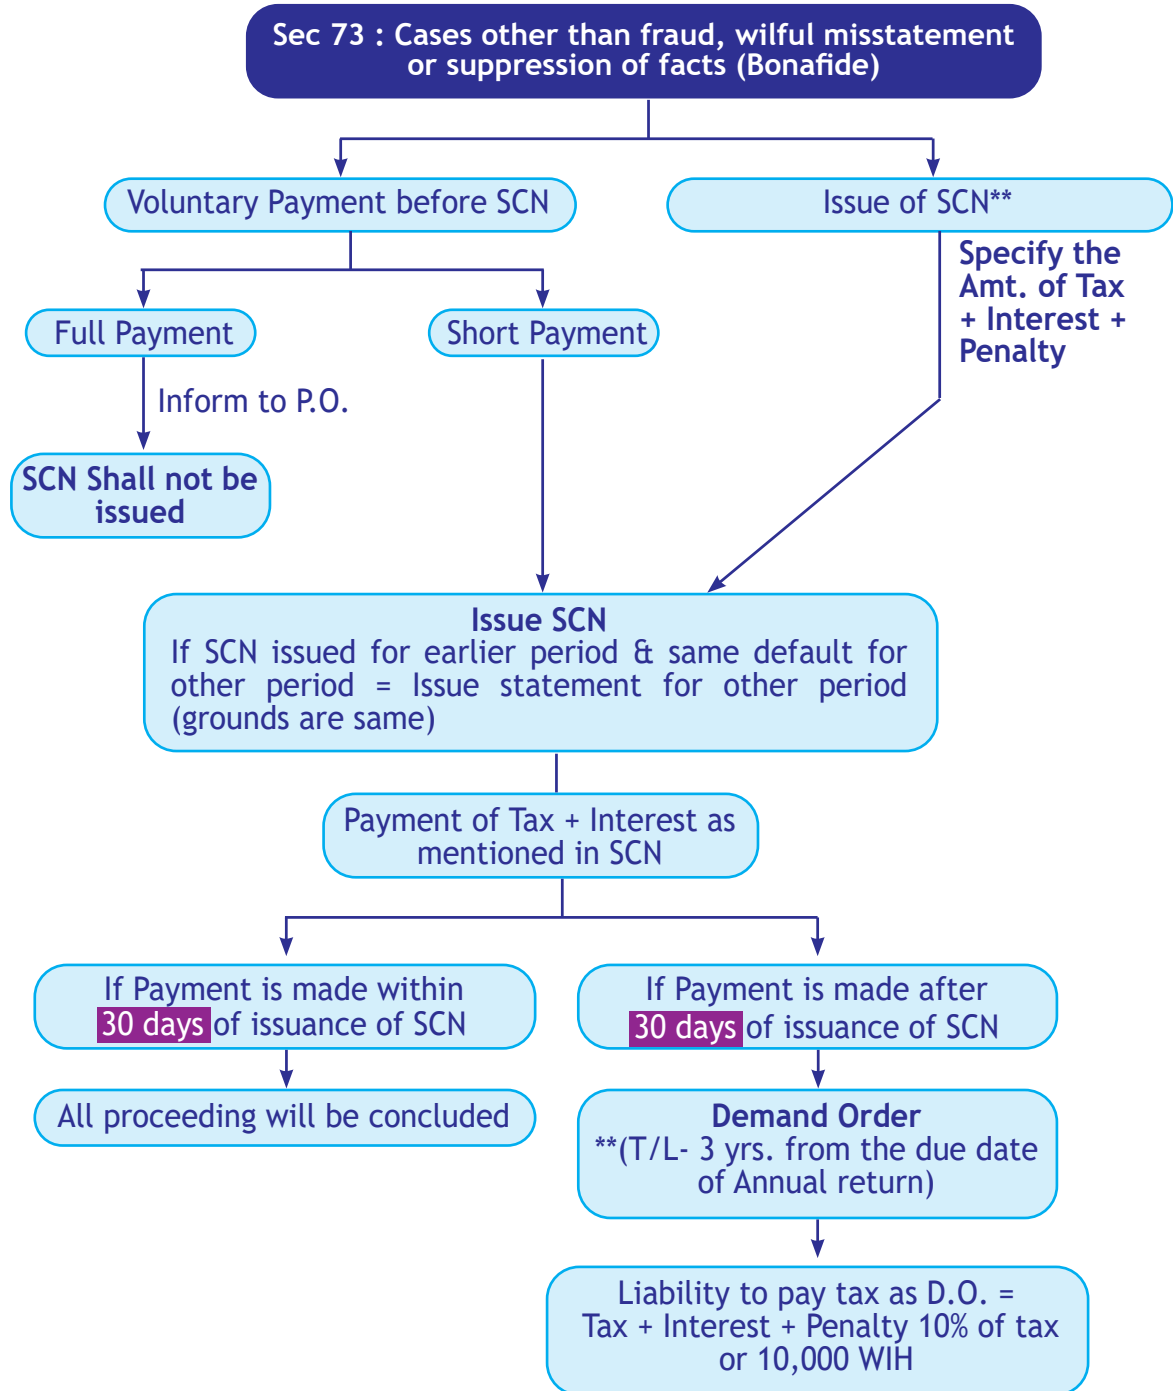 Sec 73 : Cases other than fraud, wilful misstatement
or suppression of facts (Bonafide)
Voluntary Payment before SCN
Issue of SCN**
Specify the
Amt. of Tax
+ Interest +
Penalty
Full Payment
Short Payment
Inform to P.O.
SCN Shall not be
issued
Issue SCN
If SCN issued for earlier period & same default for
other period = Issue statement for other period
(grounds are same)
Payment of Tax + Interest as
mentioned in SCN
If Payment is made within
30 days of issuance of SCN
If Payment is made after
30 days of issuance of SCN
All proceeding will be concluded
Demand Order
**(T/L- 3 yrs. from the due date
of Annual return)
Liability to pay tax as D.O. =
Tax + Interest + Penalty 10% of tax
or 10,000 WIH